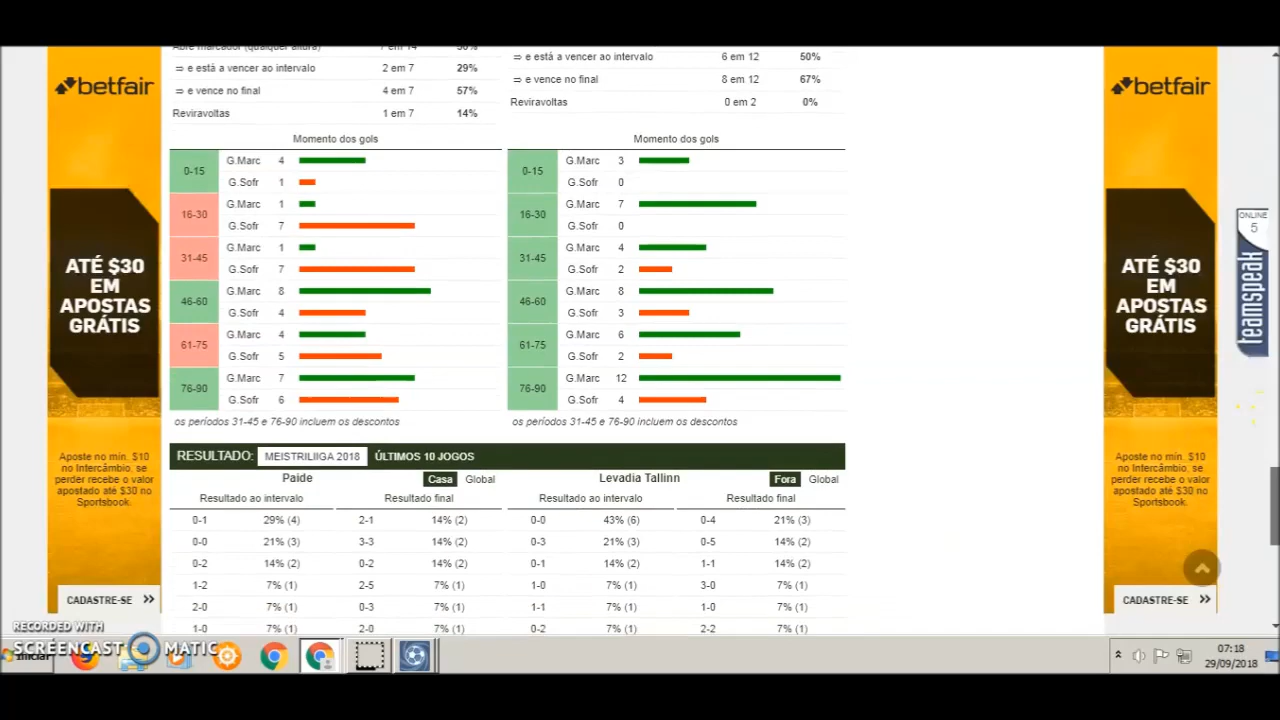 betfair
ATÉ $30
EM
APOSTAS
GRÁTIS
Aposte no mín. $10
no Intercâmbio, se
perder recebe o valor
apostado até $30 no
Sportsbook.
CADASTRE-SE >>
Abre marcador (qualquer altura) 7 em 14 50%
⇒ e está a vencer ao intervalo 2 em 7 29%
⇒ e vence no final 4 em 7 57%
Reviravoltas 1 em 7 14%
⇒ e está a vencer ao intervalo 6 em 12 50%
⇒ e vence no final 8 em 12 67%
Reviravoltas 0 em 2 0%
Momento dos gols
0-15 G.Marc 4
G.Sofr 1
16-30 G.Marc 1
G.Sofr 7
31-45 G.Marc 1
G.Sofr 7
46-60 G.Marc 8
G.Sofr 4
61-75 G.Marc 4
G.Sofr 5
76-90 G.Marc 7
G.Sofr 6
os períodos 31-45 e 76-90 incluem os descontos
Momento dos gols
0-15 G.Marc 3
G.Sofr 0
16-30 G.Marc 7
G.Sofr 0
31-45 G.Marc 4
G.Sofr 2
46-60 G.Marc 8
G.Sofr 3
61-75 G.Marc 6
G.Sofr 2
76-90 G.Marc 12
G.Sofr 4
os períodos 31-45 e 76-90 incluem os descontos
RESULTADO: MEISTRILIIGA 2018 ÚLTIMOS 10 JOGOS
Paide Casa Global
Resultado ao intervalo Resultado final
0-1 29% (4) 2-1 14% (2)
0-0 21% (3) 3-3 14% (2)
0-2 14% (2) 0-2 14% (2)
1-2 7% (1) 2-5 7% (1)
2-0 7% (1) 0-3 7% (1)
1-0 7% (1) 2-0 7% (1)
Levadia Tallinn Fora Global
Resultado ao intervalo Resultado final
0-0 43% (6) 0-4 21% (3)
0-3 21% (3) 0-5 14% (2)
0-1 14% (2) 1-1 14% (2)
1-0 7% (1) 3-0 7% (1)
1-1 7% (1) 1-0 7% (1)
0-2 7% (1) 2-2 7% (1)
betfair
ATÉ $30
EM
APOSTAS
GRÁTIS
Aposte no mín. $10
no Intercâmbio, se
perder recebe o valor
apostado até $30 no
Sportsbook.
CADASTRE-SE >>
ONLINE
5
teamspeak
RECORDED WITH
SCREENCAST MATIC
Iniciar
07:18
29/09/2018